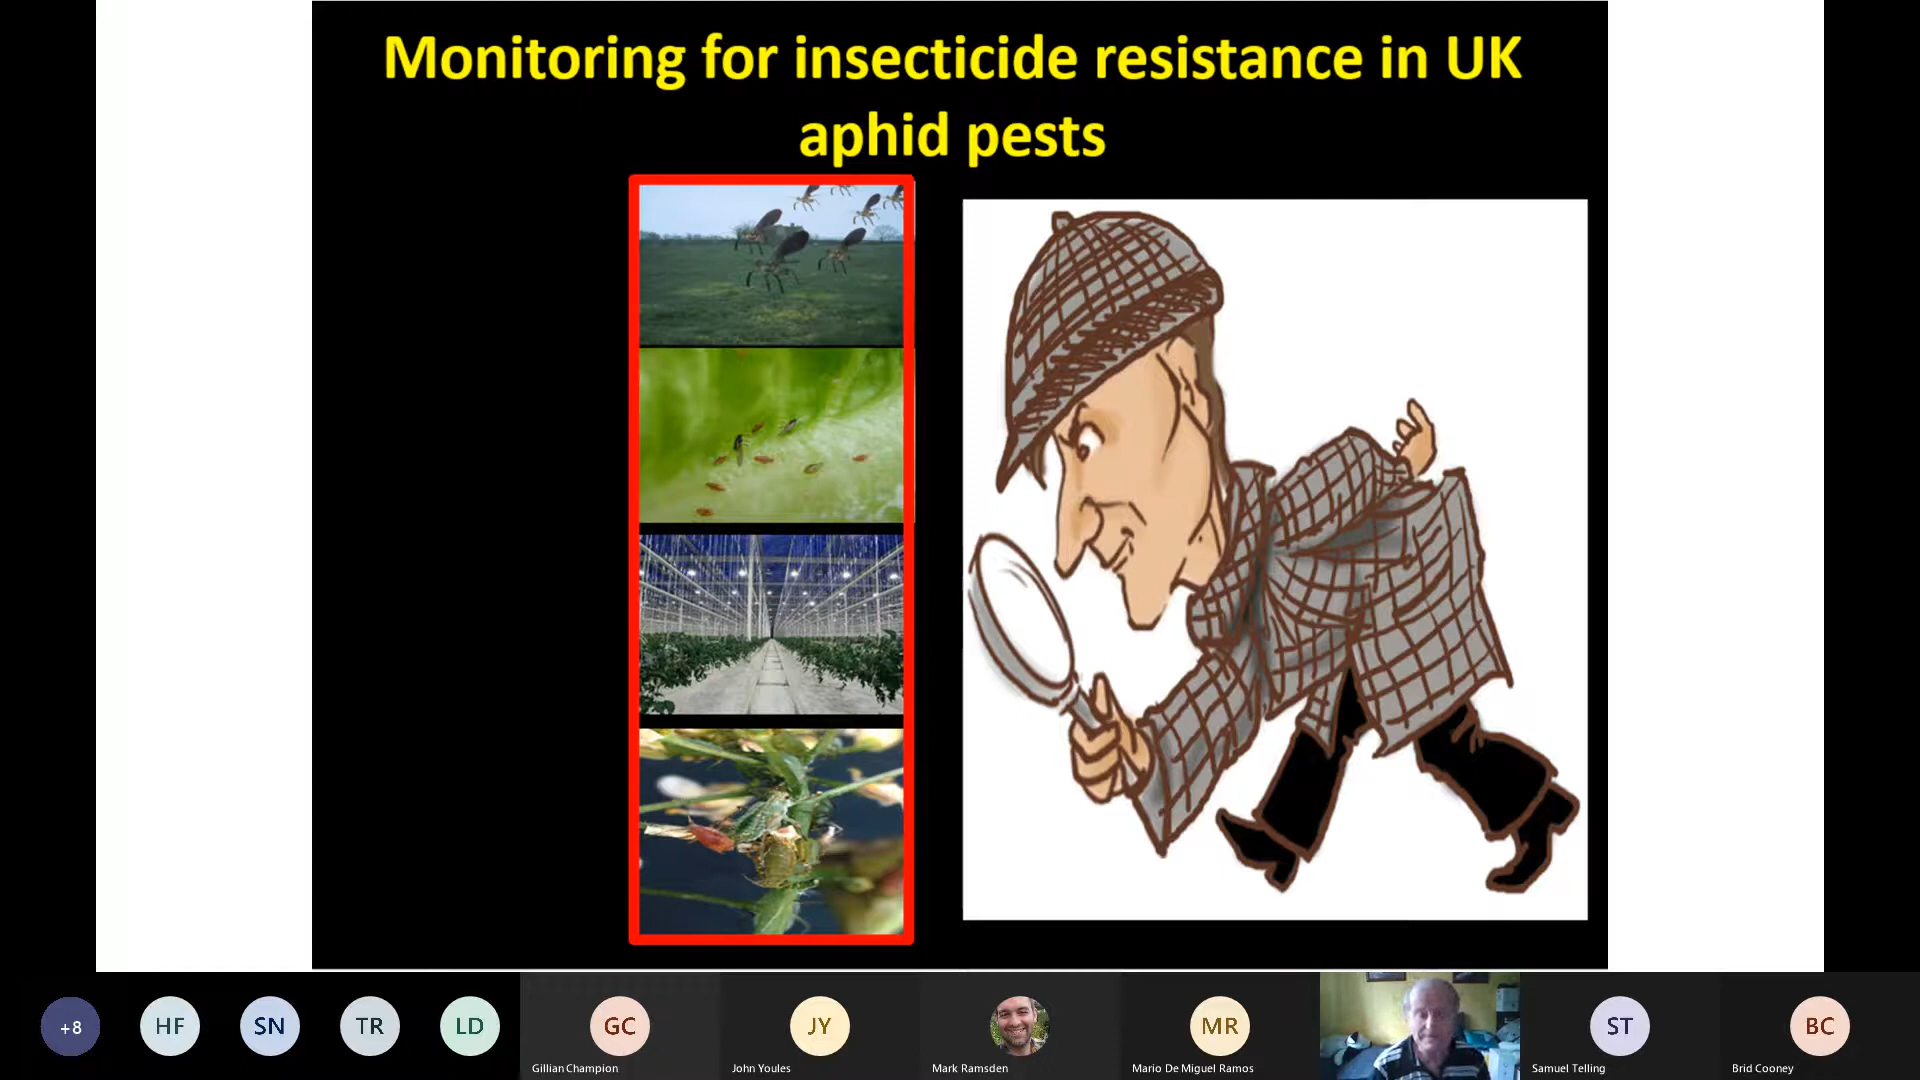 Monitoring for insecticide resistance in UK
aphid pests
+8
HF
SN
TR
LD
GC
JY
MR
ST
BC
Gillian Champion
John Youles
Mark Ramsden
Mario De Miguel Ramos
Samuel Telling
Brid Cooney